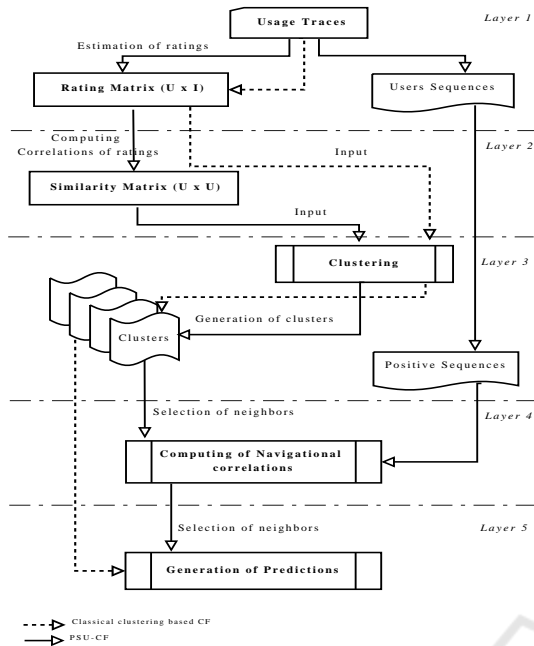 Layer 1
Usage Traces
Estimation of ratings
Rating Matrix (U x I)
Users Sequences
Computing
Correlations of ratings
Input
Layer 2
Similarity Matrix (U x U)
Input
Clustering
Layer 3
Generation of clusters
Clusters
Positive Sequences
Selection of neighbors
Layer 4
Computing of Navigational
correlations
Selection of neighbors
Layer 5
Generation of Predictions
Classical clustering based CF
PSU-CF